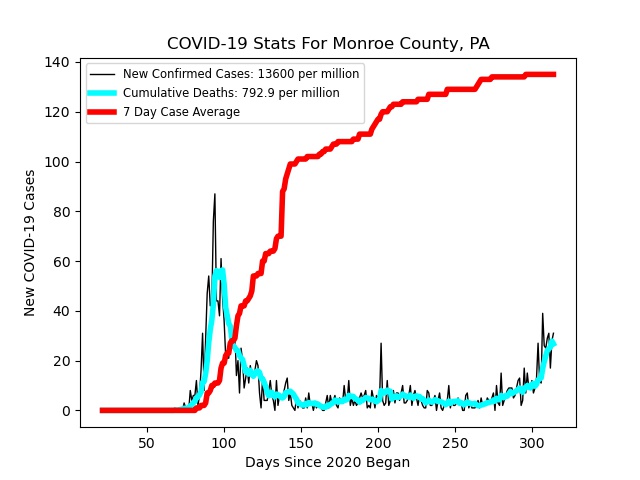 COVID-19 Stats For Monroe County, PA
New Confirmed Cases: 13600 per million
Cumulative Deaths: 792.9 per million
7 Day Case Average
140
120
100
80
60
40
20
0
New COVID-19 Cases
50 100 150 200 250 300
Days Since 2020 Began